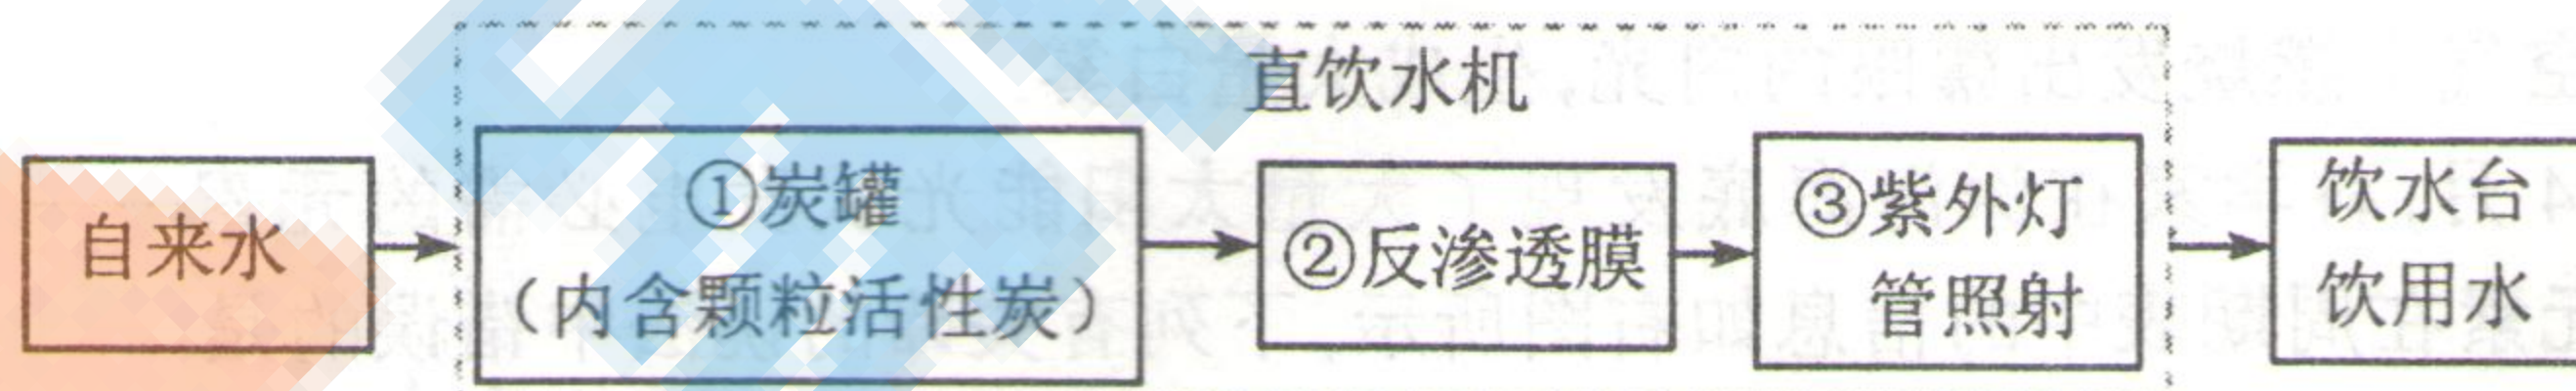 直饮水机
自来水
①炭罐
（内含颗粒活性炭）
②反渗透膜
③紫外灯
管照射
饮水台
饮用水